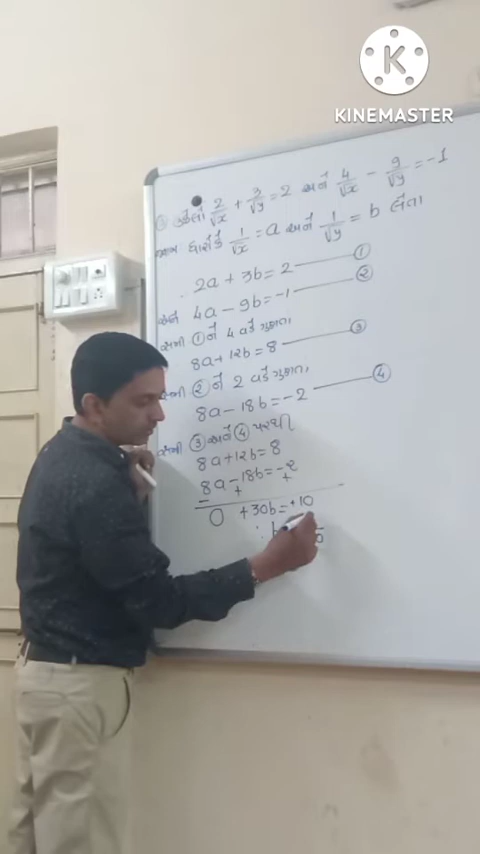 KINEMASTER
ઉકેલો 2/√x + 3/√y = 2 અને 4/√x - 9/√y = -1
ધારોકે 1/√x = a અને 1/√y = b લેતા
2a + 3b = 2 ①
અને 4a - 9b = -1 ②
સમી ① ને 4 વડે ગુણતા,
8a + 12b = 8 ③
સમી ② ને 2 વડે ગુણતા,
8a - 18b = -2 ④
સમી ③ અને ④ પરથી
8a + 12b = 8
8a - 18b = -2
- + +
0 + 30b = +10
∴ b